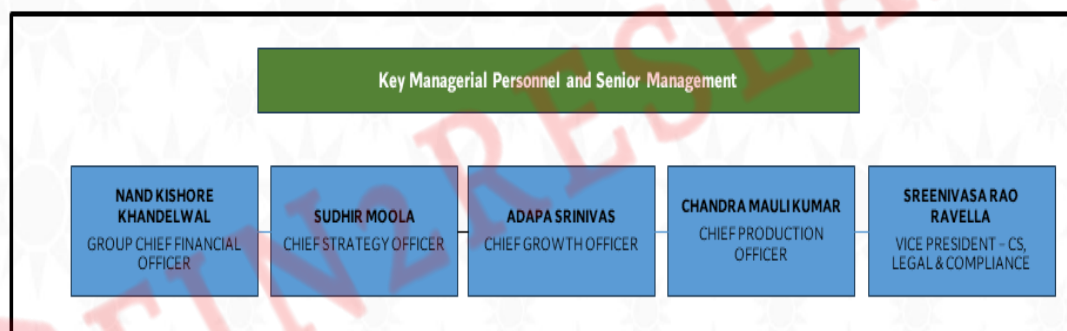 Key Managerial Personnel and Senior Management
NAND KISHORE
KHANDELWAL
GROUP CHIEF FINANCIAL
OFFICER
SUDHIR MOOLA
CHIEF STRATEGY OFFICER
ADAPA SRINIVAS
CHIEF GROWTH OFFICER
CHANDRA MAULI KUMAR
CHIEF PRODUCTION
OFFICER
SREENIVASA RAO
RAVELLA
VICE PRESIDENT – CS,
LEGAL & COMPLIANCE